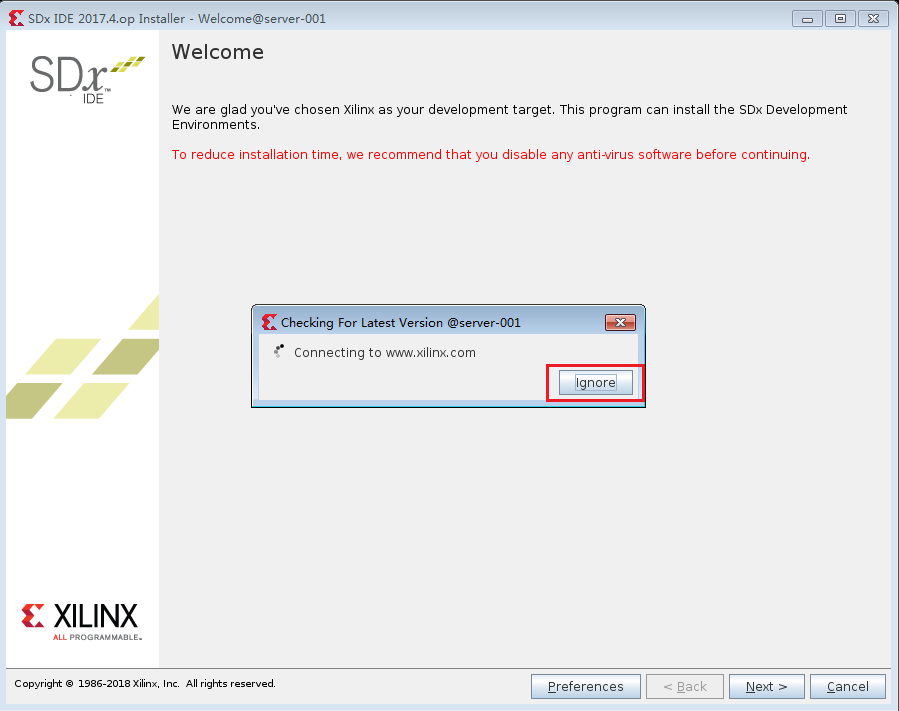 SDx IDE 2017.4.op Installer - Welcome@server-001
SDx™
IDE
Welcome
We are glad you've chosen Xilinx as your development target. This program can install the SDx Development
Environments.
To reduce installation time, we recommend that you disable any anti-virus software before continuing.
Checking For Latest Version @server-001
Connecting to www.xilinx.com
Ignore
XILINX
ALL PROGRAMMABLE™
Copyright © 1986-2018 Xilinx, Inc. All rights reserved.
Preferences
< Back
Next >
Cancel